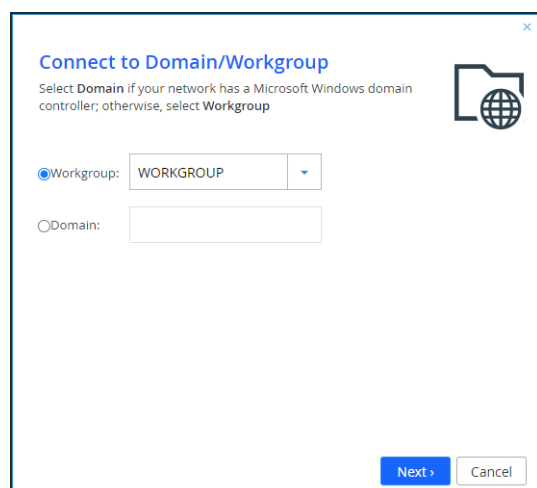 ×
Connect to Domain/Workgroup
Select Domain if your network has a Microsoft Windows domain
controller; otherwise, select Workgroup
Workgroup: WORKGROUP
Domain:
Next ›
Cancel